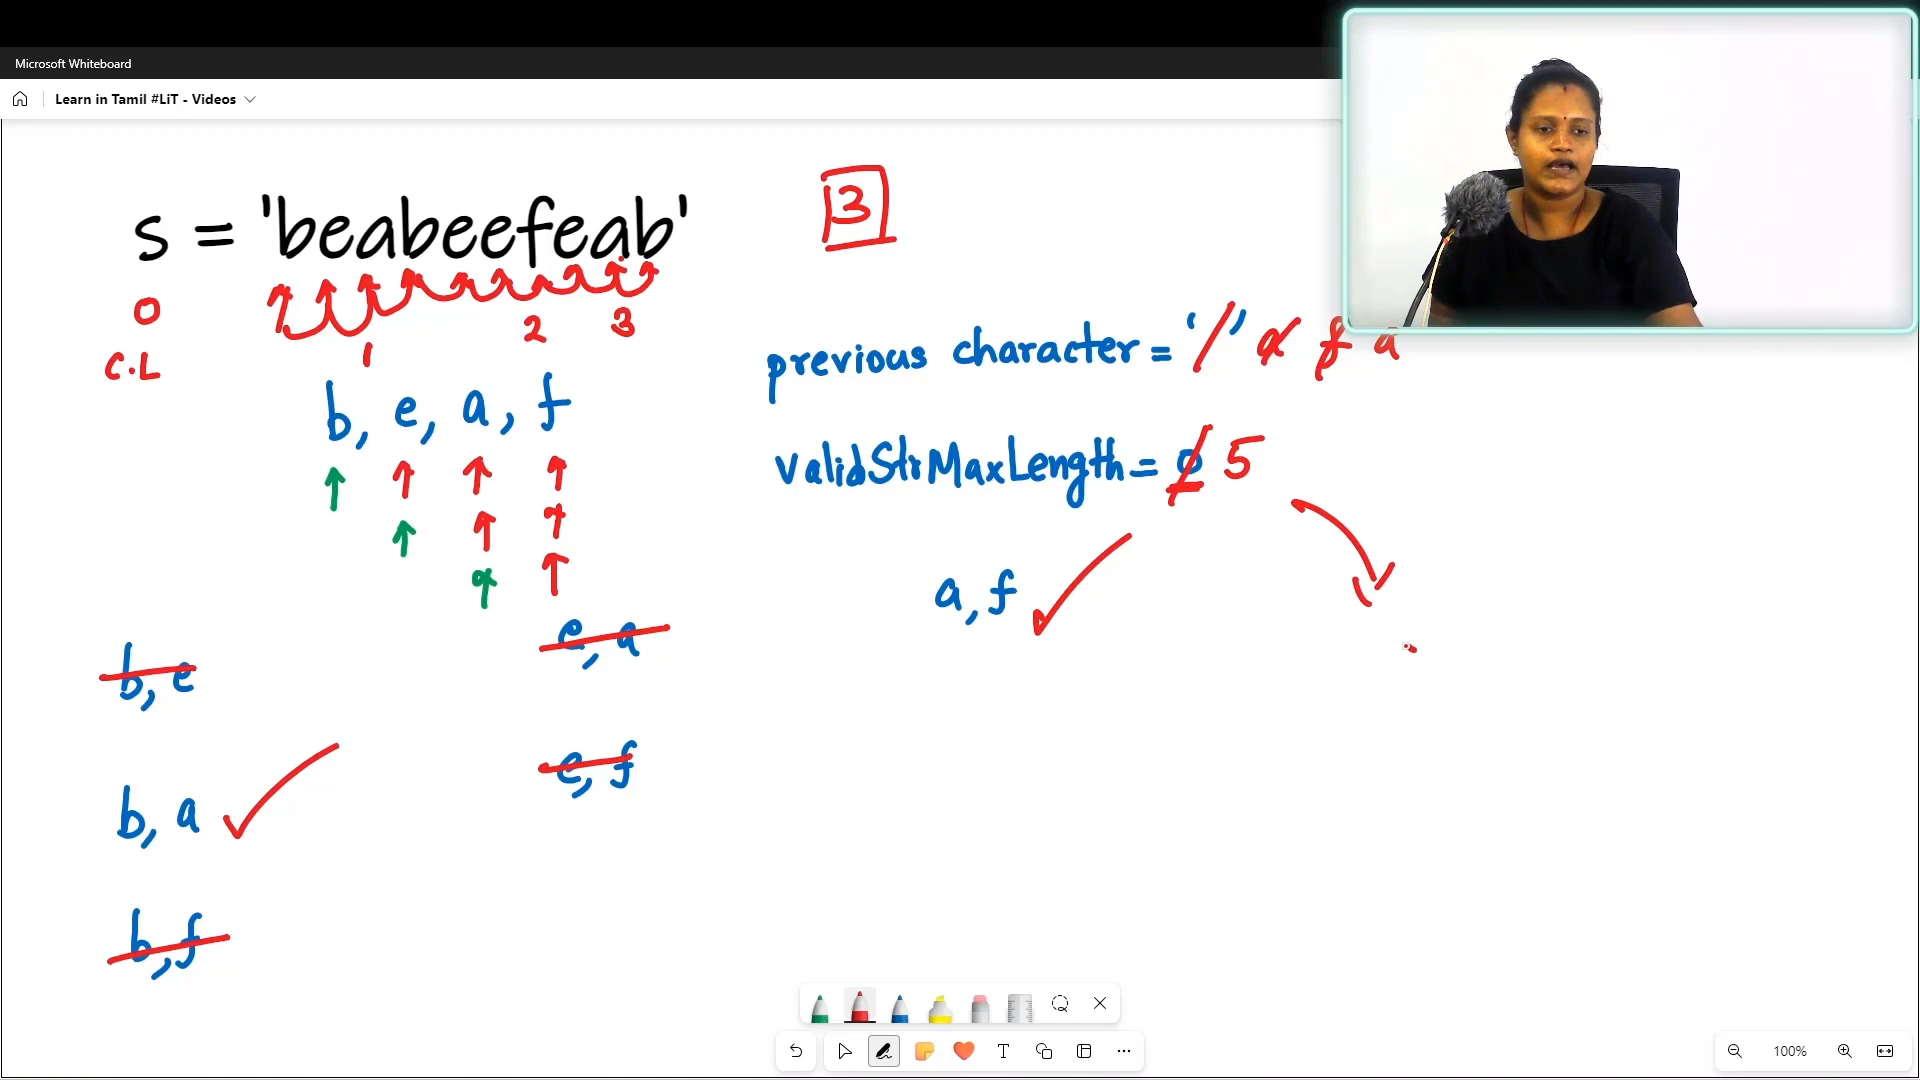 Microsoft Whiteboard
Learn in Tamil #LiT - Videos
s = 'beabeefeab'
3
0
1
2
3
C.L
previous character = ' ' a f a
b, e, a, f
validStrMaxLength = 0 5
a, f
e, a
b, e
e, f
b, a
b, f
100%